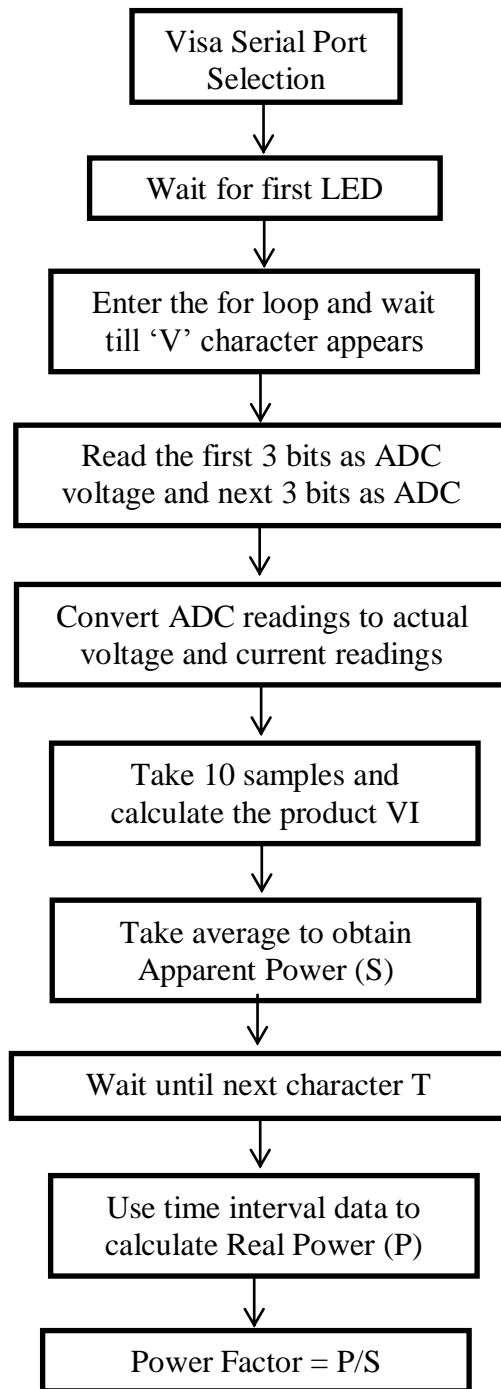 Visa Serial Port
Selection
Wait for first LED
Enter the for loop and wait
till ‘V’ character appears
Read the first 3 bits as ADC
voltage and next 3 bits as ADC
Convert ADC readings to actual
voltage and current readings
Take 10 samples and
calculate the product VI
Take average to obtain
Apparent Power (S)
Wait until next character T
Use time interval data to
calculate Real Power (P)
Power Factor = P/S